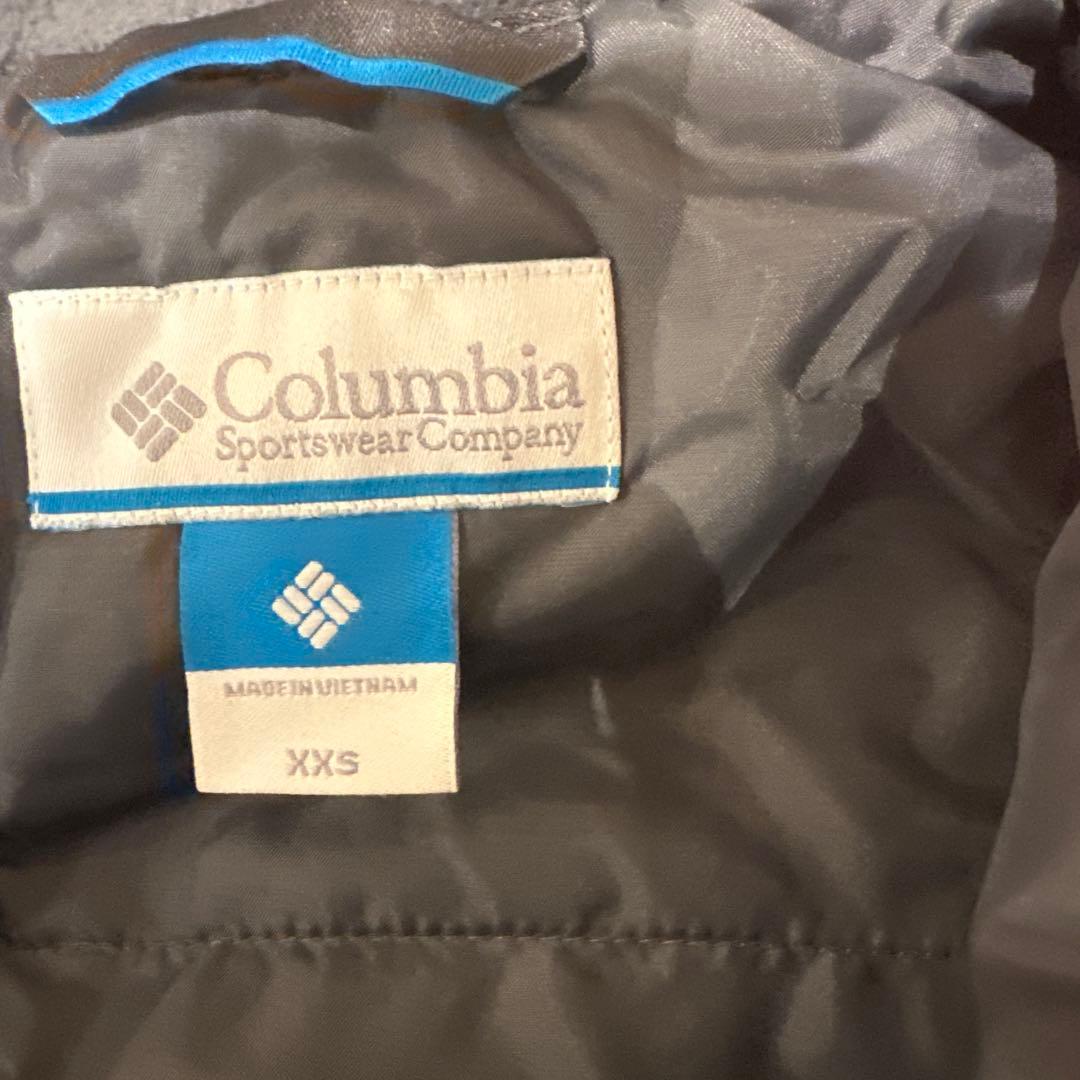 Columbia
Sportswear Company
MADE IN VIETNAM
XXS